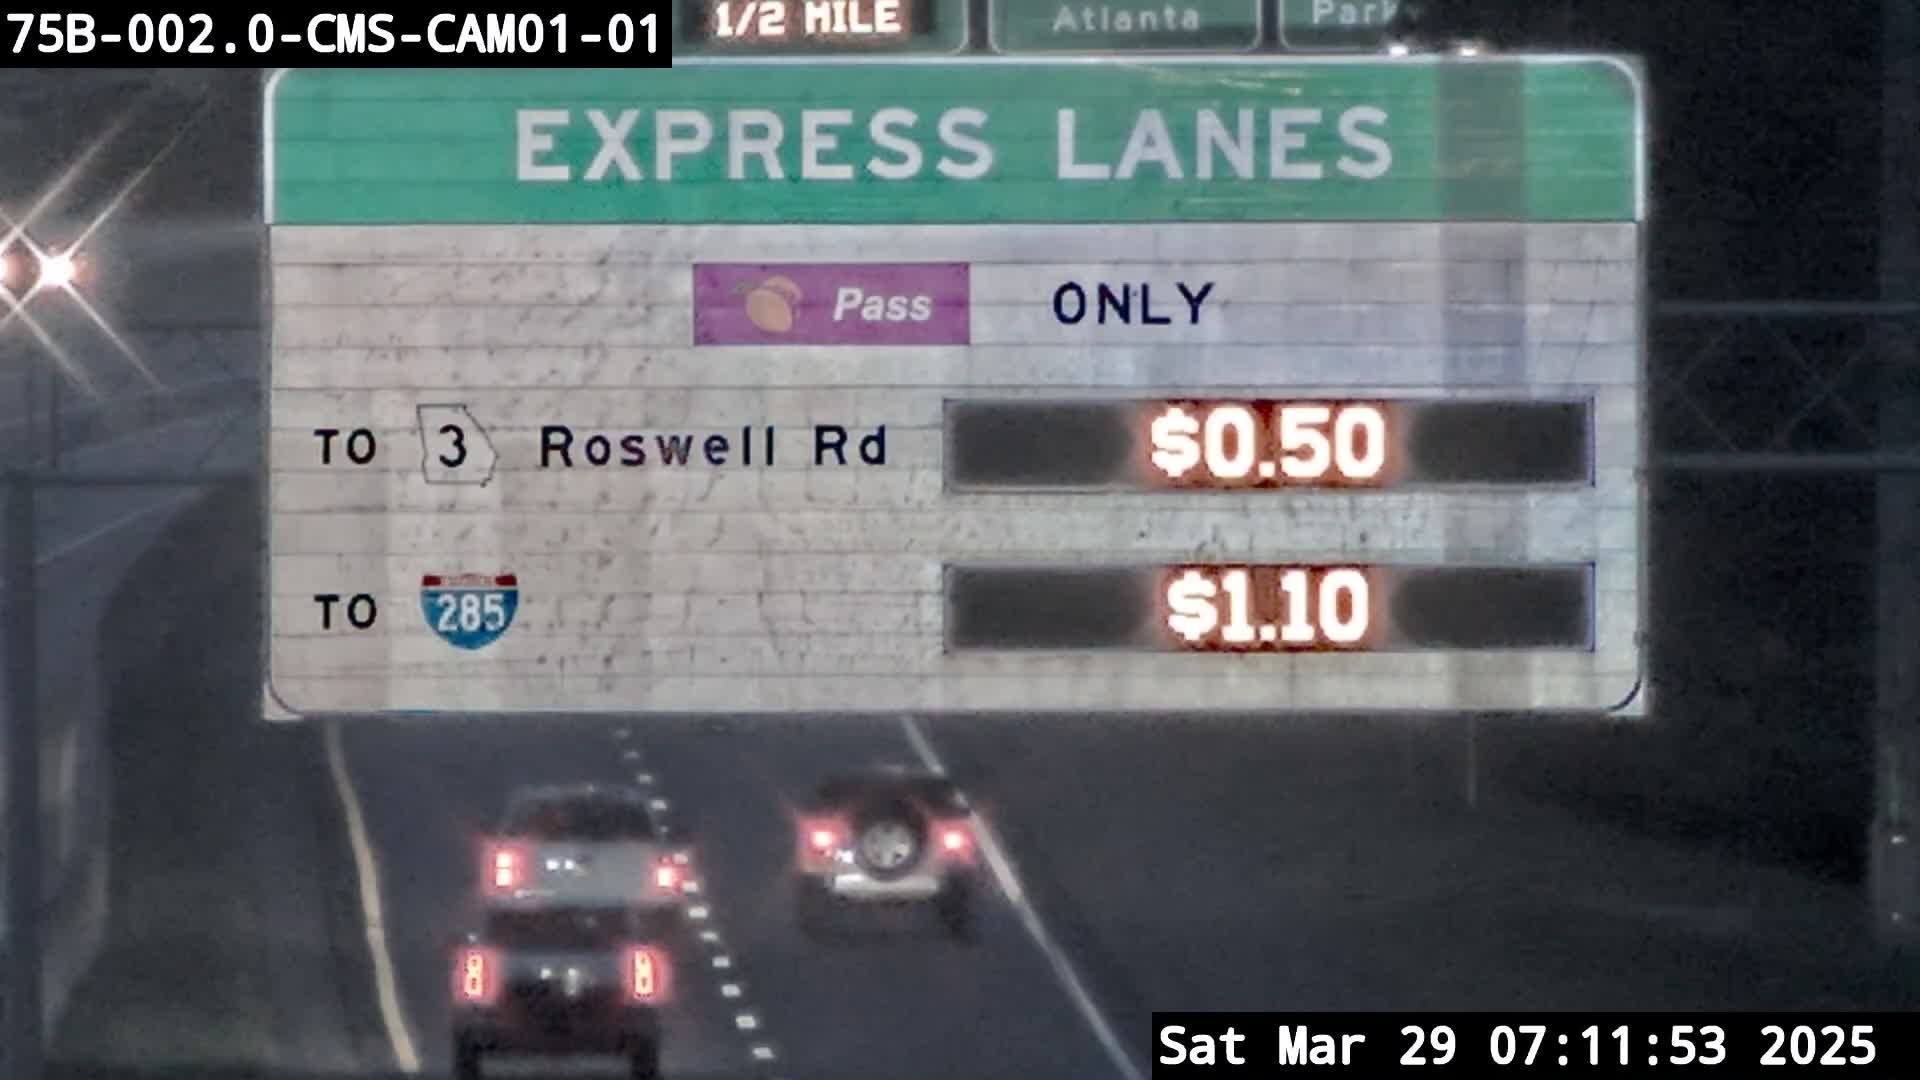 75B-002.0-CMS-CAM01-01
1/2 MILE
Atlanta
Park
EXPRESS LANES
Pass ONLY
TO 3 Roswell Rd $0.50
TO 285 $1.10
Sat Mar 29 07:11:53 2025